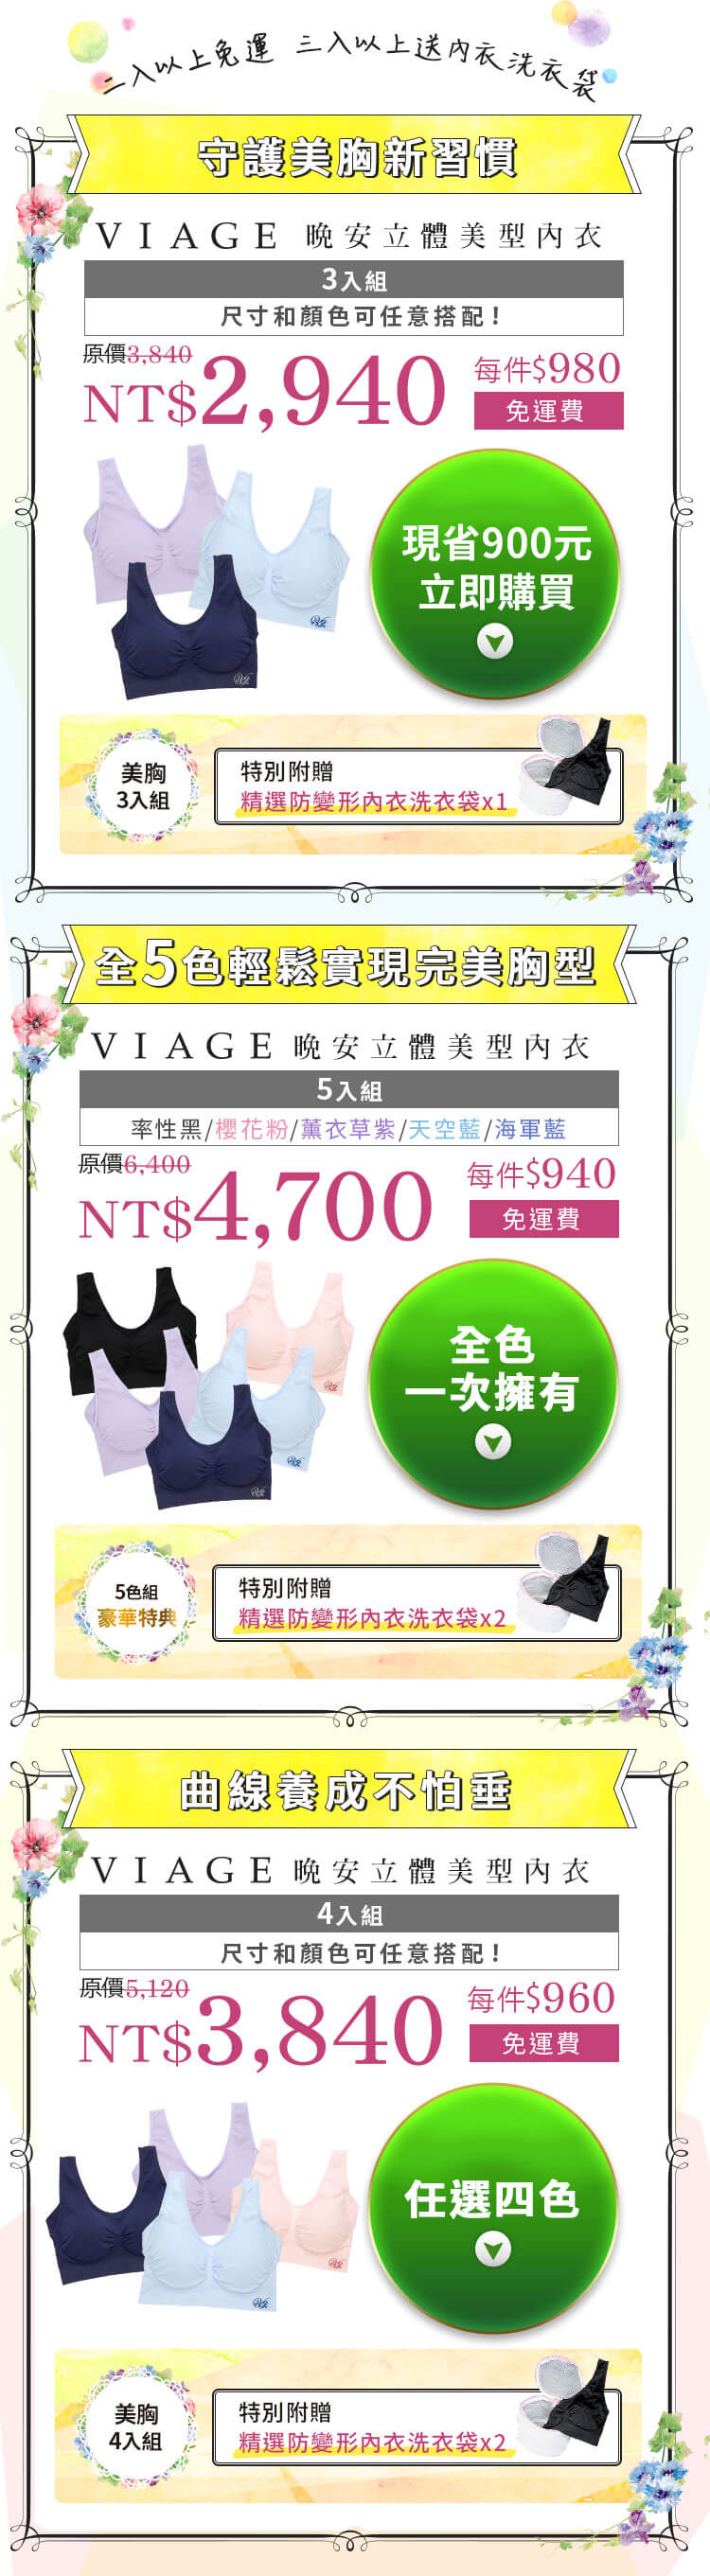 二入以上免運 三入以上送內衣洗衣袋
守護美胸新習慣
VIAGE 晚安立體美型內衣
3入組
尺寸和顏色可任意搭配！
原價3,840
NT$2,940
每件$980
免運費
現省900元
立即購買
美胸
3入組
特別附贈
精選防變形內衣洗衣袋x1
全5色輕鬆實現完美胸型
VIAGE 晚安立體美型內衣
5入組
率性黑/櫻花粉/薰衣草紫/天空藍/海軍藍
原價6,400
NT$4,700
每件$940
免運費
全色
一次擁有
5色組
豪華特典
特別附贈
精選防變形內衣洗衣袋x2
曲線養成不怕垂
VIAGE 晚安立體美型內衣
4入組
尺寸和顏色可任意搭配！
原價5,120
NT$3,840
每件$960
免運費
任選四色
美胸
4入組
特別附贈
精選防變形內衣洗衣袋x2